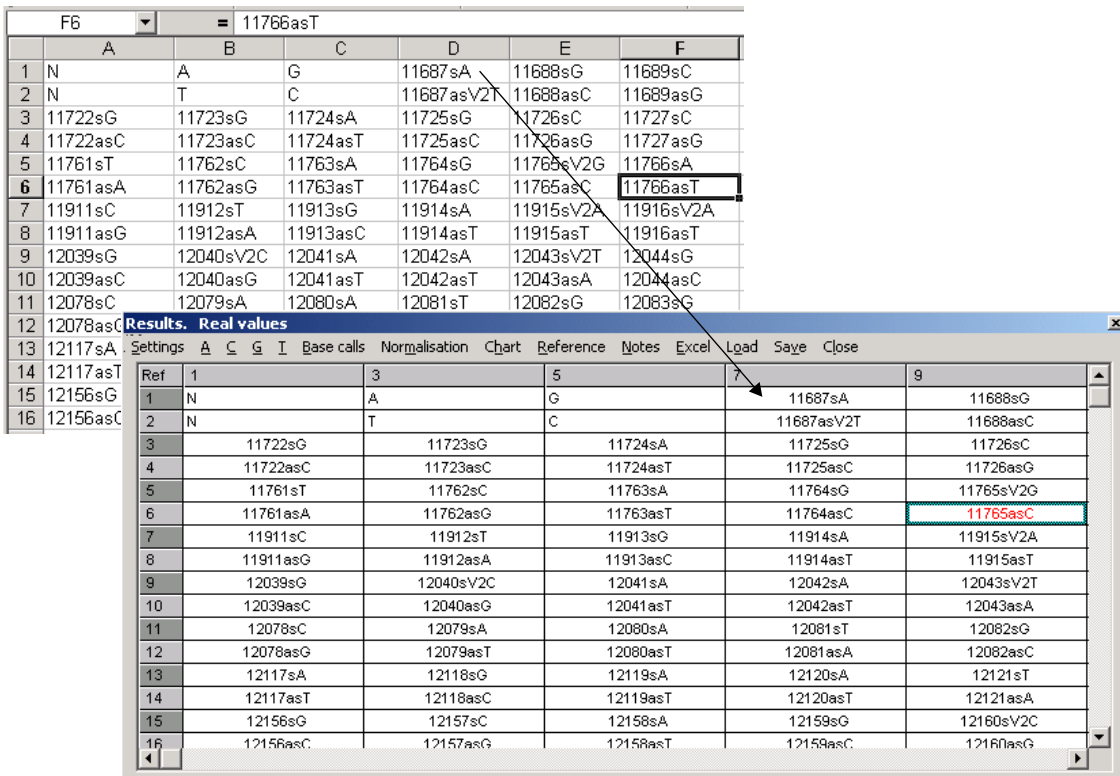 F6 = 11766asT
A B C D E F
1 N A G 11687sA 11688sG 11689sC
2 N T C 11687asV2T 11688asC 11689asG
3 11722sG 11723sG 11724sA 11725sG 11726sC 11727sC
4 11722asC 11723asC 11724asT 11725asC 11726asG 11727asG
5 11761sT 11762sC 11763sA 11764sG 11765sV2G 11766sA
6 11761asA 11762asG 11763asT 11764asC 11765asC 11766asT
7 11911sC 11912sT 11913sG 11914sA 11915sV2A 11916sV2A
8 11911asG 11912asA 11913asC 11914asT 11915asT 11916asT
9 12039sG 12040sV2C 12041sA 12042sA 12043sV2T 12044sG
10 12039asC 12040asG 12041asT 12042asT 12043asA 12044asC
11 12078sC 12079sA 12080sA 12081sT 12082sG 12083sG
12 12078asG
13 12117sA
14 12117asT
15 12156sG
16 12156asC
Results. Real values
Settings A C G T Base calls Normalisation Chart Reference Notes Excel Load Save Close
Ref 1 3 5 7 9
1 N A G 11687sA 11688sG
2 N T C 11687asV2T 11688asC
3 11722sG 11723sG 11724sA 11725sG 11726sC
4 11722asC 11723asC 11724asT 11725asC 11726asG
5 11761sT 11762sC 11763sA 11764sG 11765sV2G
6 11761asA 11762asG 11763asT 11764asC 11765asC
7 11911sC 11912sT 11913sG 11914sA 11915sV2A
8 11911asG 11912asA 11913asC 11914asT 11915asT
9 12039sG 12040sV2C 12041sA 12042sA 12043sV2T
10 12039asC 12040asG 12041asT 12042asT 12043asA
11 12078sC 12079sA 12080sA 12081sT 12082sG
12 12078asG 12079asT 12080asT 12081asA 12082asC
13 12117sA 12118sG 12119sA 12120sA 12121sT
14 12117asT 12118asC 12119asT 12120asT 12121asA
15 12156sG 12157sC 12158sA 12159sG 12160sV2C
16 12156asC 12157asG 12158asT 12159asC 12160asG